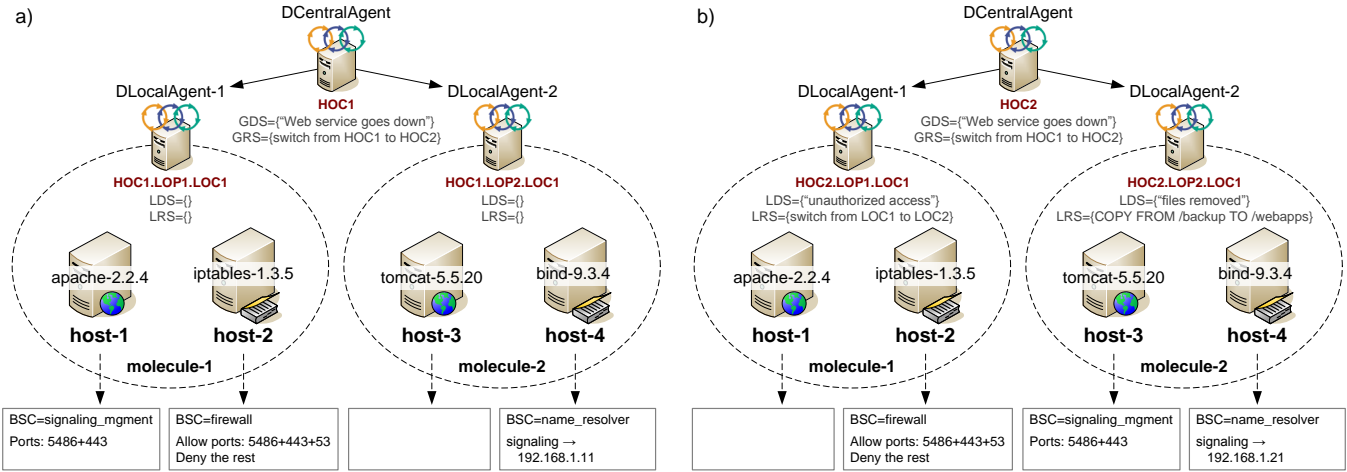 a)
DCentralAgent
DLocalAgent-1
DLocalAgent-2
HOC1
GDS={“Web service goes down”}
GRS={switch from HOC1 to HOC2}
HOC1.LOP1.LOC1
LDS={}
LRS={}
HOC1.LOP2.LOC1
LDS={}
LRS={}
apache-2.2.4
iptables-1.3.5
tomcat-5.5.20
bind-9.3.4
host-1
host-2
host-3
host-4
molecule-1
molecule-2
BSC=signaling_mgmment
Ports: 5486+443
BSC=firewall
Allow ports: 5486+443+53
Deny the rest
BSC=name_resolver
signaling →
192.168.1.11
b)
DCentralAgent
DLocalAgent-1
DLocalAgent-2
HOC2
GDS={“Web service goes down”}
GRS={switch from HOC1 to HOC2}
HOC2.LOP1.LOC1
LDS={“unauthorized access”}
LRS={switch from LOC1 to LOC2}
HOC2.LOP2.LOC1
LDS={“files removed”}
LRS={COPY FROM /backup TO /webapps}
apache-2.2.4
iptables-1.3.5
tomcat-5.5.20
bind-9.3.4
host-1
host-2
host-3
host-4
molecule-1
molecule-2
BSC=firewall
Allow ports: 5486+443+53
Deny the rest
BSC=signaling_mgmment
Ports: 5486+443
BSC=name_resolver
signaling →
192.168.1.21